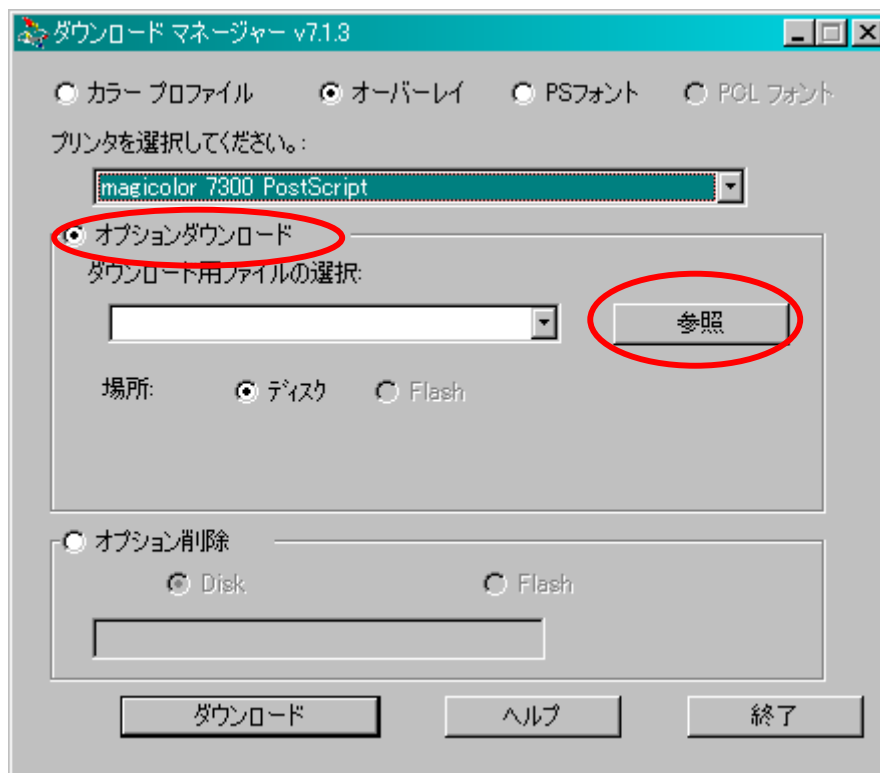 ダウンロード マネージャー v7.1.3
カラー プロファイル オーバーレイ PSフォント PCL フォント
プリンタを選択してください。:
magicolor 7300 PostScript
オプションダウンロード
ダウンロード用ファイルの選択:
参照
場所: ディスク Flash
オプション削除
Disk Flash
ダウンロード ヘルプ 終了